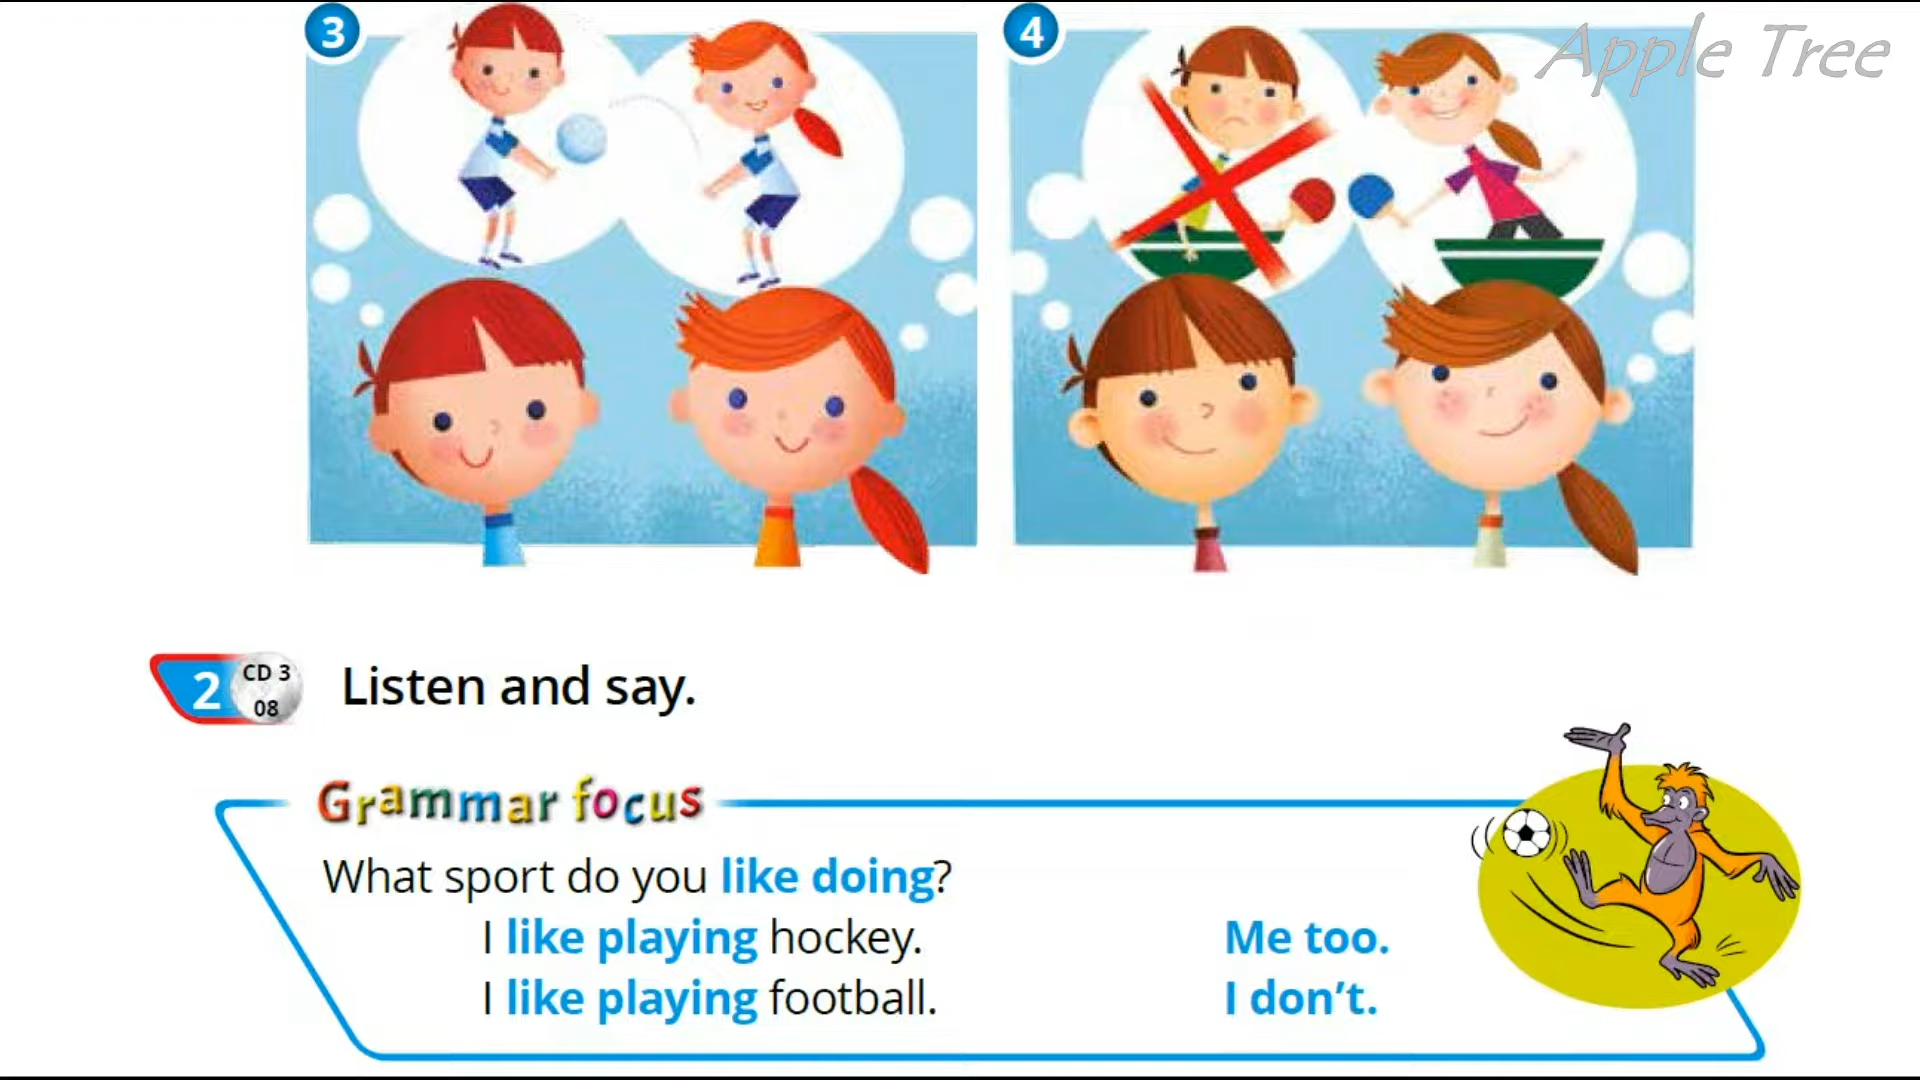 3
4
Apple Tree
2
CD 3
08
Listen and say.
Grammar focus
What sport do you like doing?
I like playing hockey. Me too.
I like playing football. I don't.